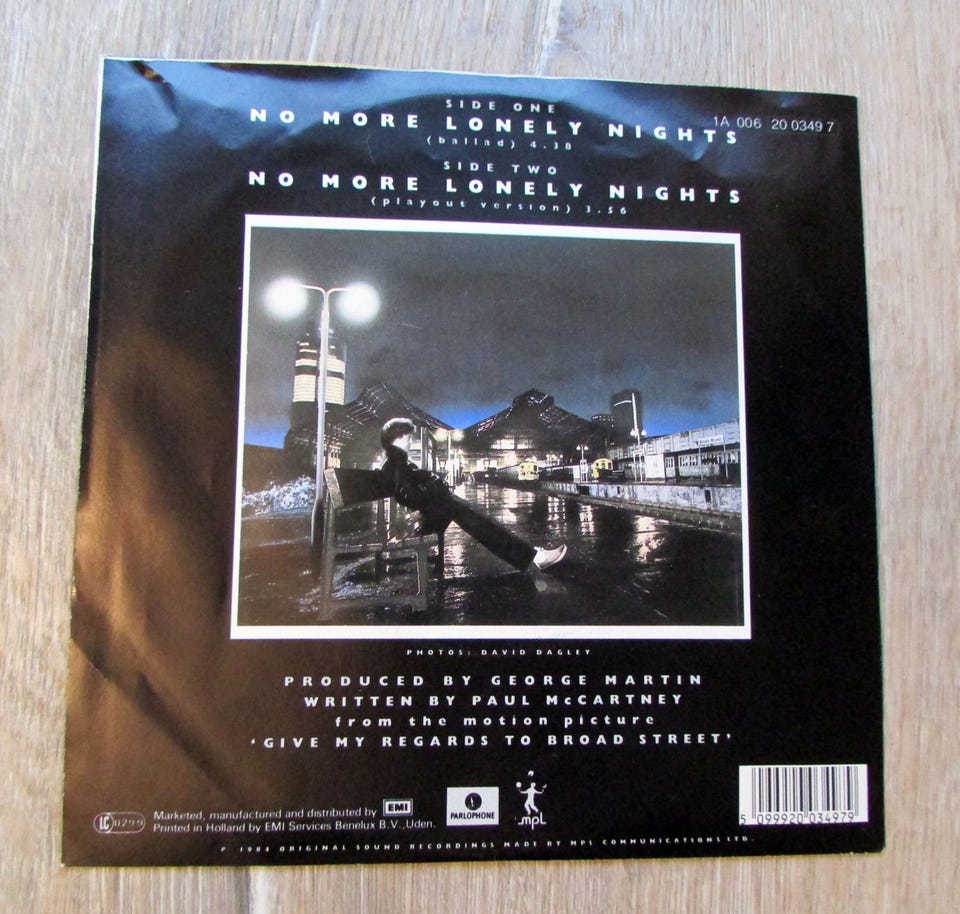 SIDE ONE
NO MORE LONELY NIGHTS
1A 006 20 0349 7
(ballad) 4.38
SIDE TWO
NO MORE LONELY NIGHTS
(playout version) 3.56
PHOTOS: DAVID DAGLEY
PRODUCED BY GEORGE MARTIN
WRITTEN BY PAUL McCARTNEY
from the motion picture
'GIVE MY REGARDS TO BROAD STREET'
LC 0299
Marketed, manufactured and distributed by EMI
Printed in Holland by EMI Services Benelux B.V., Uden.
PARLOPHONE
mpL
5 099920 034979
P 1984 ORIGINAL SOUND RECORDINGS MADE BY MPL COMMUNICATIONS LTD.